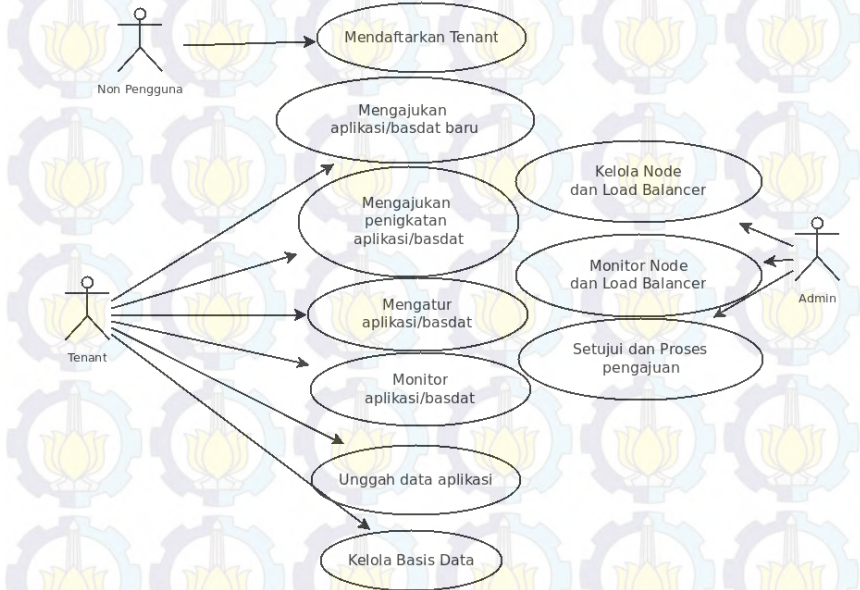 Mendaftarkan Tenant
Non Pengguna
Mengajukan
aplikasi/basdat baru
Kelola Node
dan Load Balancer
Mengajukan
penigkatan
aplikasi/basdat
Monitor Node
dan Load Balancer
Admin
Mengatur
aplikasi/basdat
Tenant
Setujui dan Proses
pengajuan
Monitor
aplikasi/basdat
Unggah data aplikasi
Kelola Basis Data